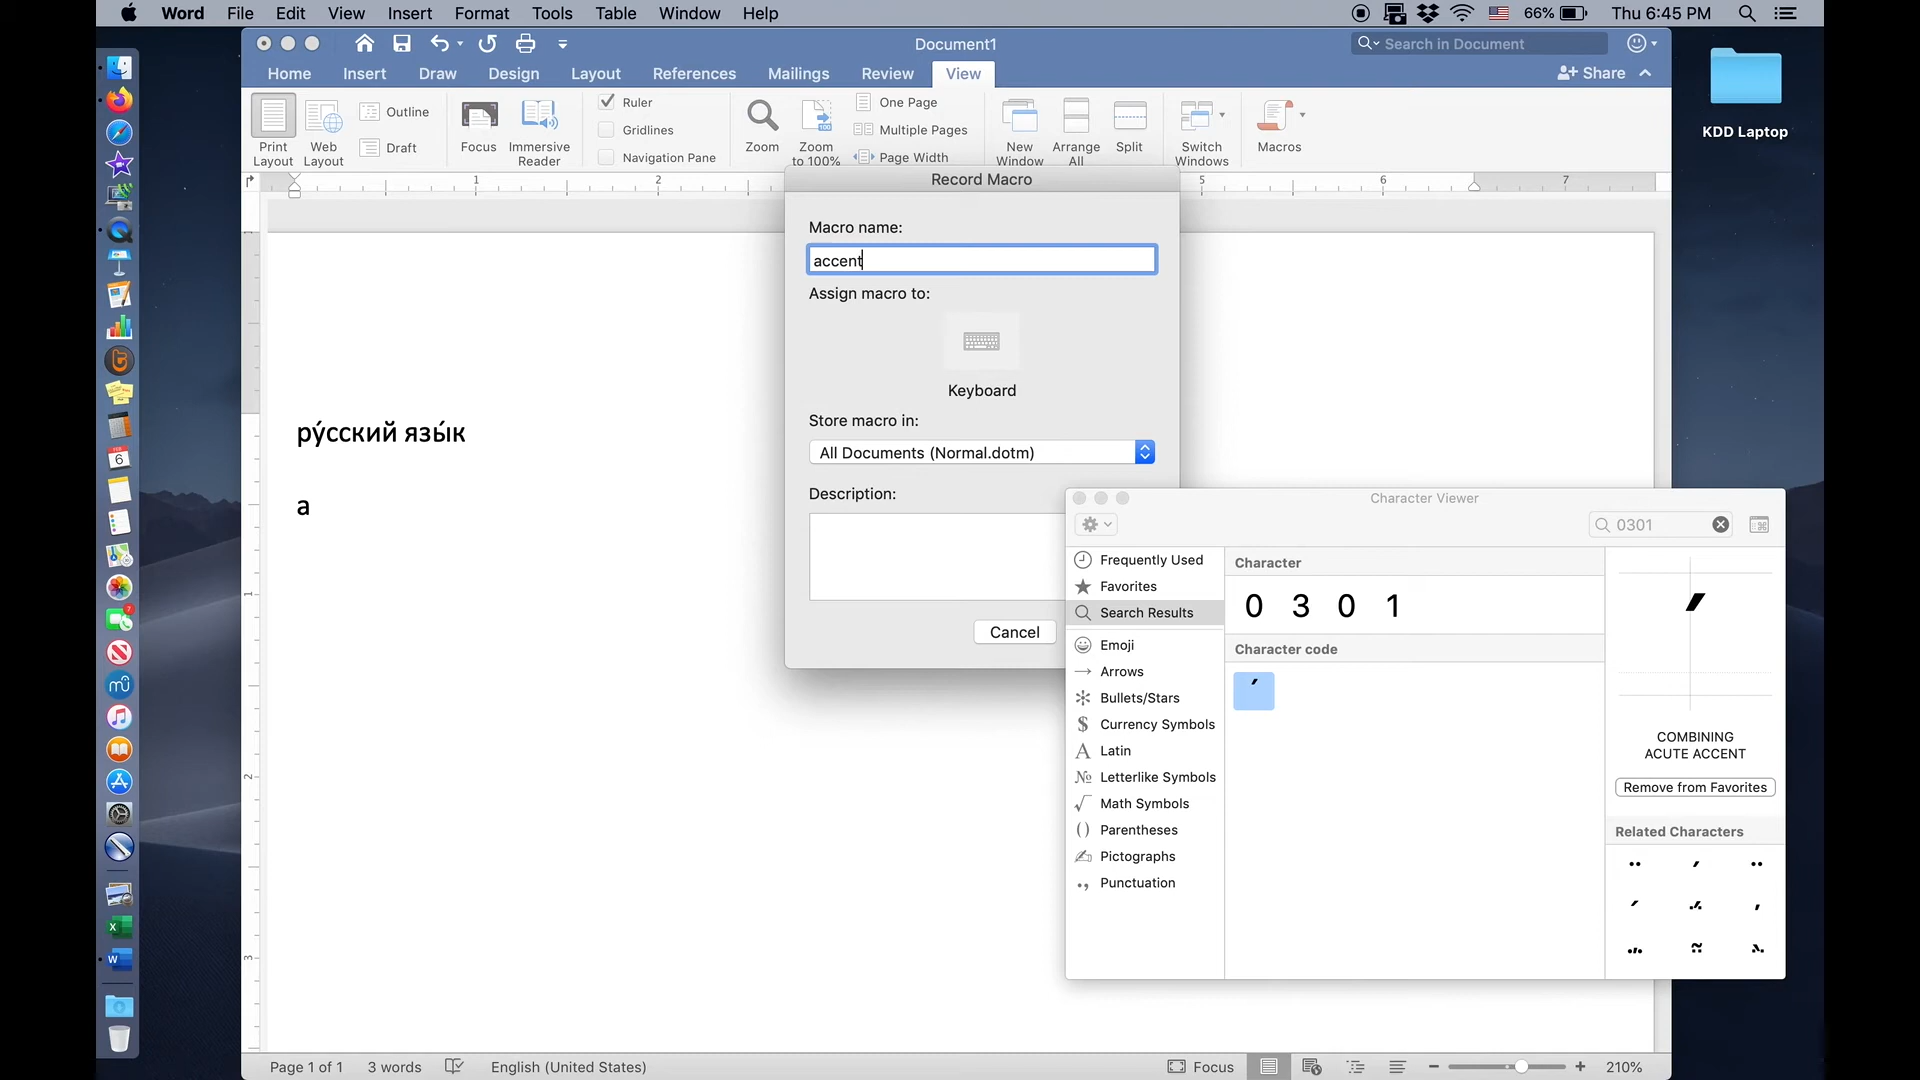 Word File Edit View Insert Format Tools Table Window Help 66% Thu 6:45 PM
Document1
Search in Document
Home Insert Draw Design Layout References Mailings Review View
Share
Print Layout
Web Layout
Outline
Draft
Focus
Immersive Reader
Ruler
Gridlines
Navigation Pane
Zoom
Zoom to 100%
One Page
Multiple Pages
Page Width
New Window
Arrange All
Split
Switch Windows
Macros
KDD Laptop
1 2 5 6 7
Record Macro
Macro name:
accent
Assign macro to:
Keyboard
Store macro in:
All Documents (Normal.dotm)
Description:
Cancel
ру́сский язы́к
а
Character Viewer
0301
Frequently Used
Favorites
Search Results
Emoji
Arrows
Bullets/Stars
Currency Symbols
Latin
Letterlike Symbols
Math Symbols
Parentheses
Pictographs
Punctuation
Character
0 3 0 1
Character code
COMBINING
ACUTE ACCENT
Remove from Favorites
Related Characters
Page 1 of 1 3 words English (United States) Focus 210%